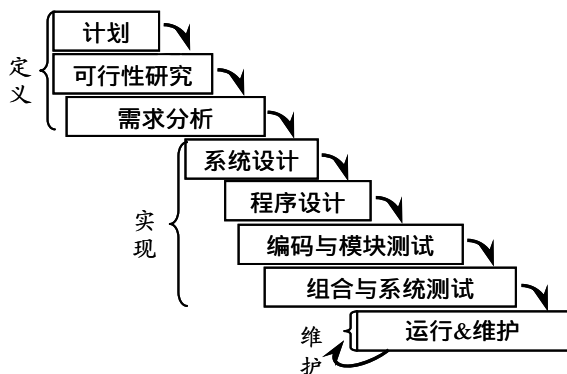 计划
可行性研究
定义
需求分析
系统设计
程序设计
实现
编码与模块测试
组合与系统测试
运行&维护
维护